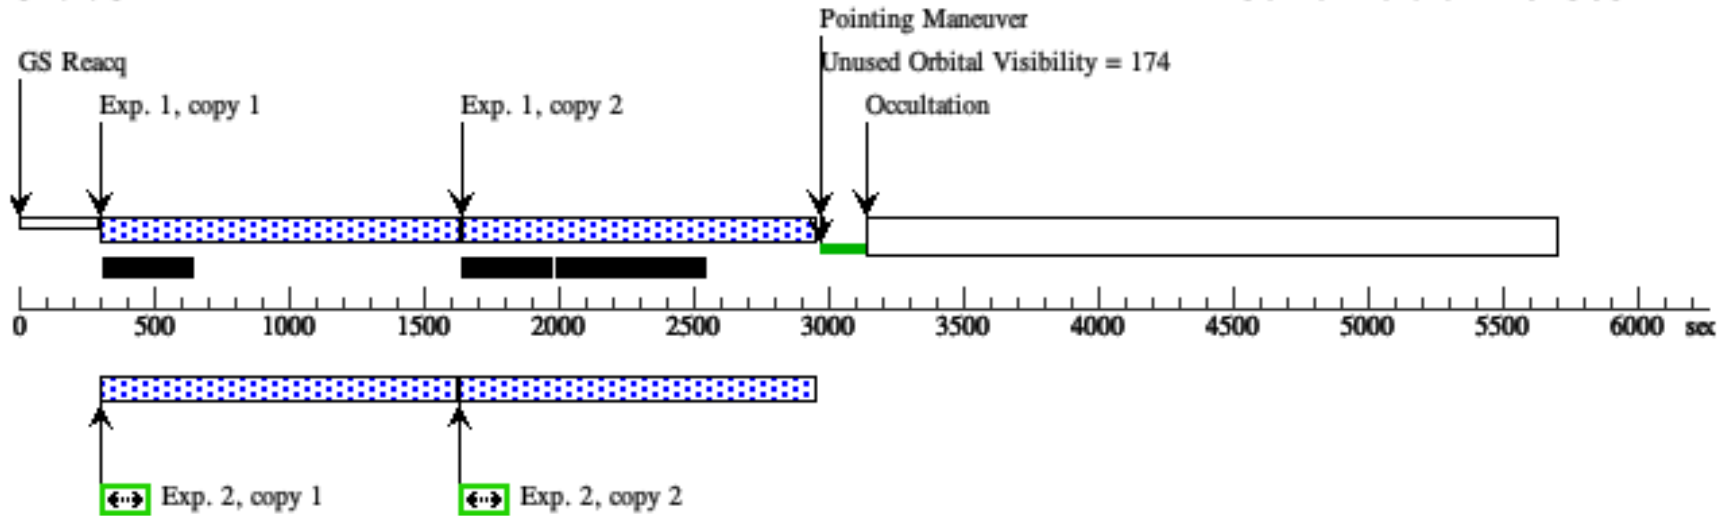 Pointing Maneuver
GS Reacq
Unused Orbital Visibility = 174
Exp. 1, copy 1
Exp. 1, copy 2
Occultation
0 500 1000 1500 2000 2500 3000 3500 4000 4500 5000 5500 6000 sec
Exp. 2, copy 1
Exp. 2, copy 2